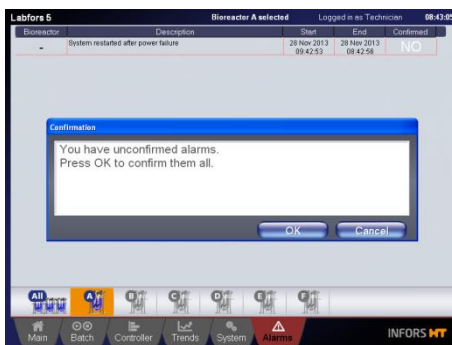 Labfors 5 Bioreactor A selected Logged in as Technician 08:43:05
Bioreactor Description Start End Confirmed
- System restarted after power failure 28 Nov 2013 28 Nov 2013 NO
09:42:53 08:42:56
Confirmation
You have unconfirmed alarms.
Press OK to confirm them all.
OK Cancel
All A B C D E F
Main Batch Controller Trends System Alarms INFORS HT